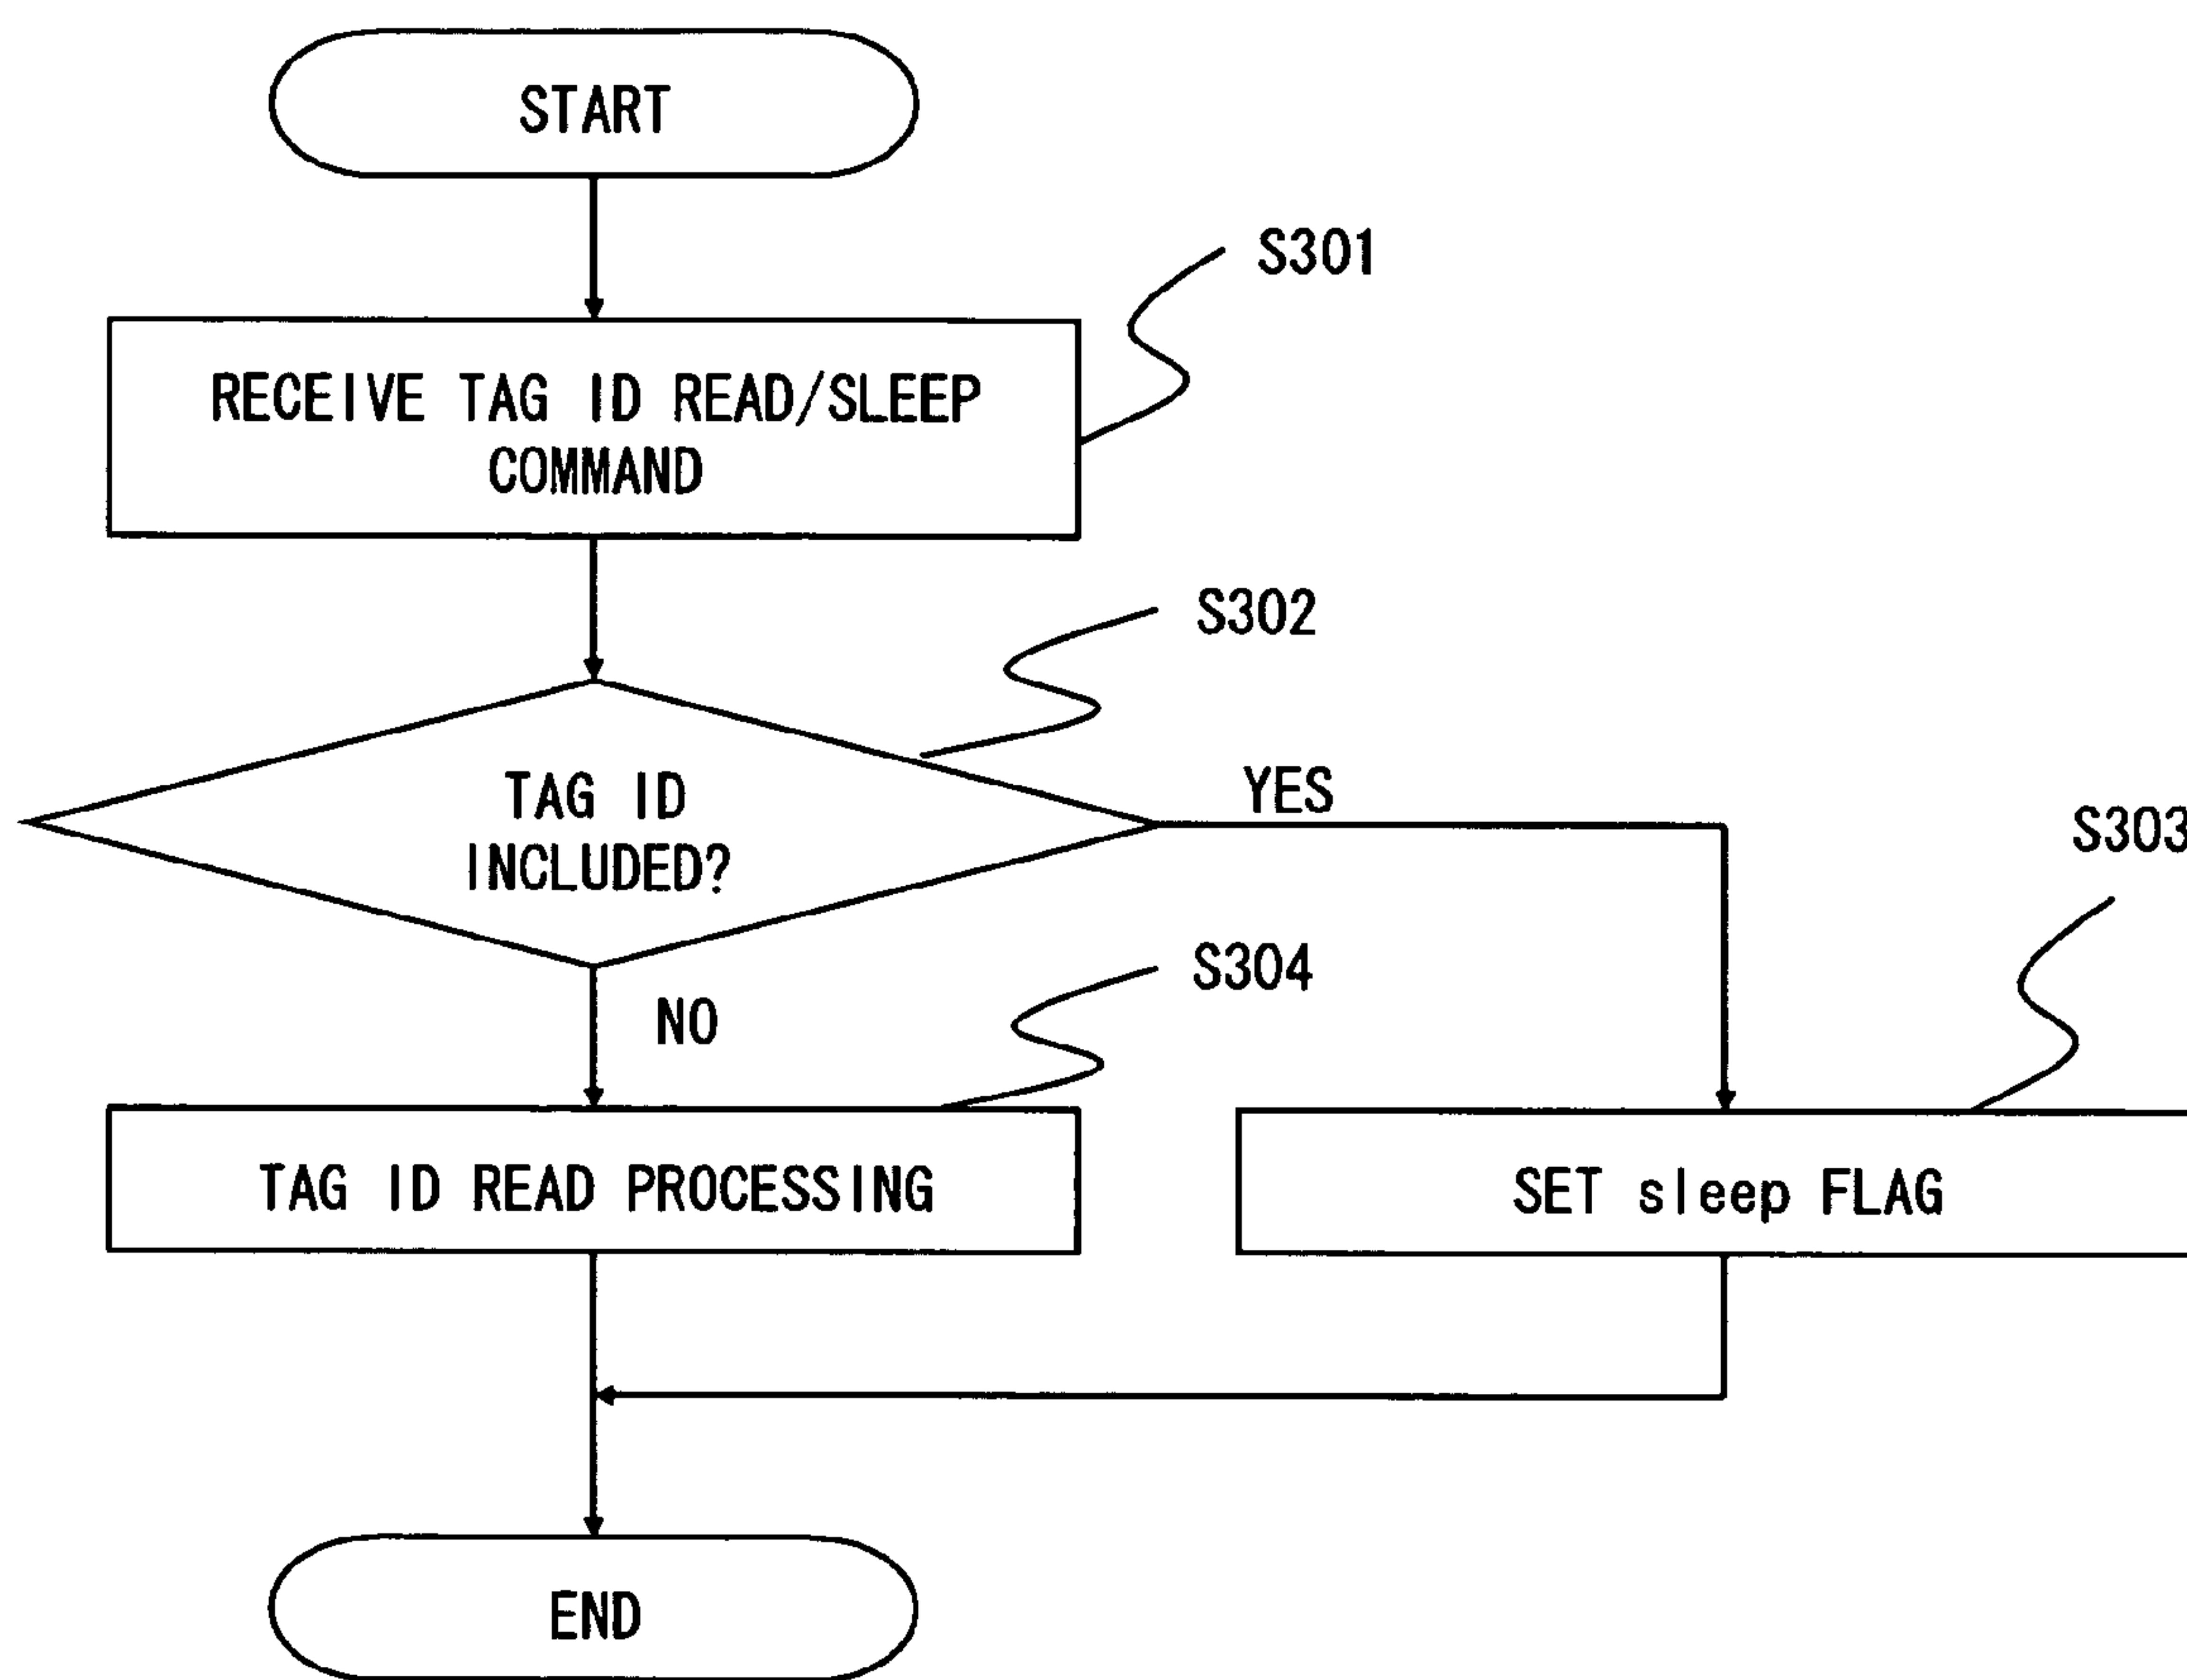 START
S301
RECEIVE TAG ID READ/SLEEP
COMMAND
S302
TAG ID
INCLUDED?
YES
S303
NO
S304
TAG ID READ PROCESSING
SET sleep FLAG
END